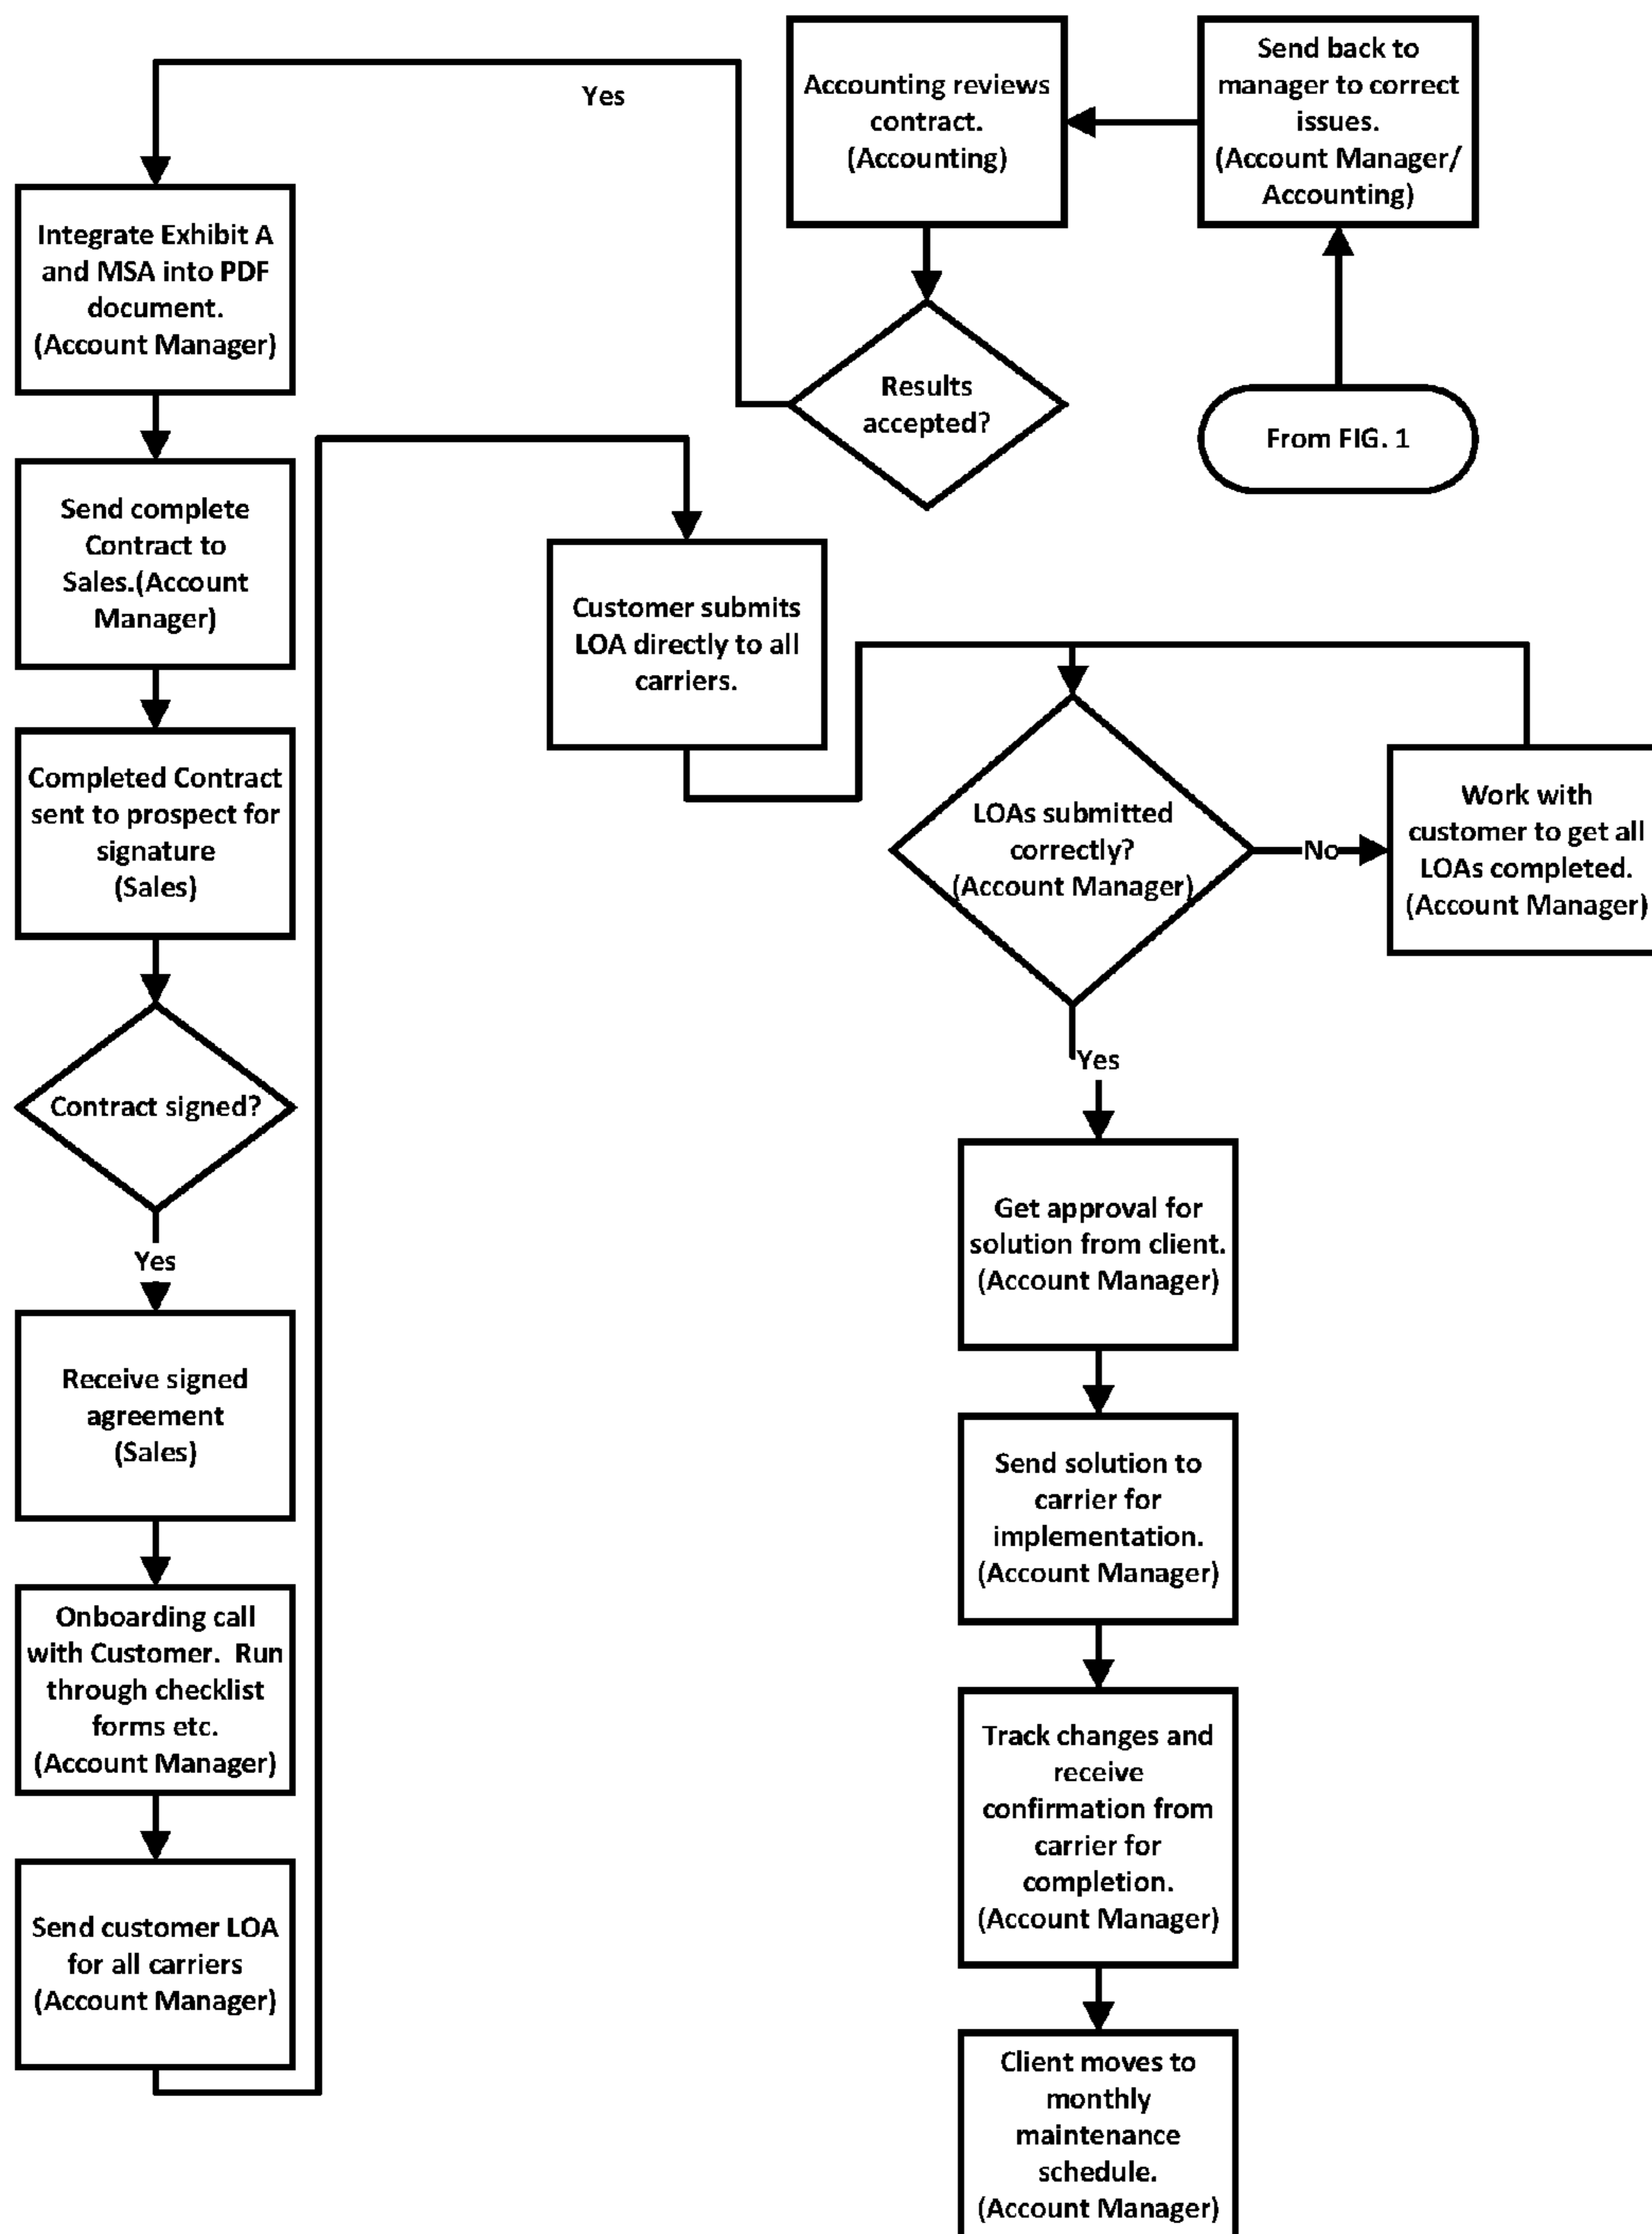 Send back to
manager to correct
issues.
(Account Manager/
Accounting)
Accounting reviews
contract.
(Accounting)
Yes
Integrate Exhibit A
and MSA into PDF
document.
(Account Manager)
Results
accepted?
From FIG. 1
Send complete
Contract to
Sales.(Account
Manager)
Customer submits
LOA directly to all
carriers.
Completed Contract
sent to prospect for
signature
(Sales)
LOAs submitted
correctly?
(Account Manager)
No
Work with
customer to get all
LOAs completed.
(Account Manager)
Contract signed?
Yes
Yes
Get approval for
solution from client.
(Account Manager)
Receive signed
agreement
(Sales)
Send solution to
carrier for
implementation.
(Account Manager)
Onboarding call
with Customer.  Run
through checklist
forms etc.
(Account Manager)
Track changes and
receive
confirmation from
carrier for
completion.
(Account Manager)
Send customer LOA
for all carriers
(Account Manager)
Client moves to
monthly
maintenance
schedule.
(Account Manager)